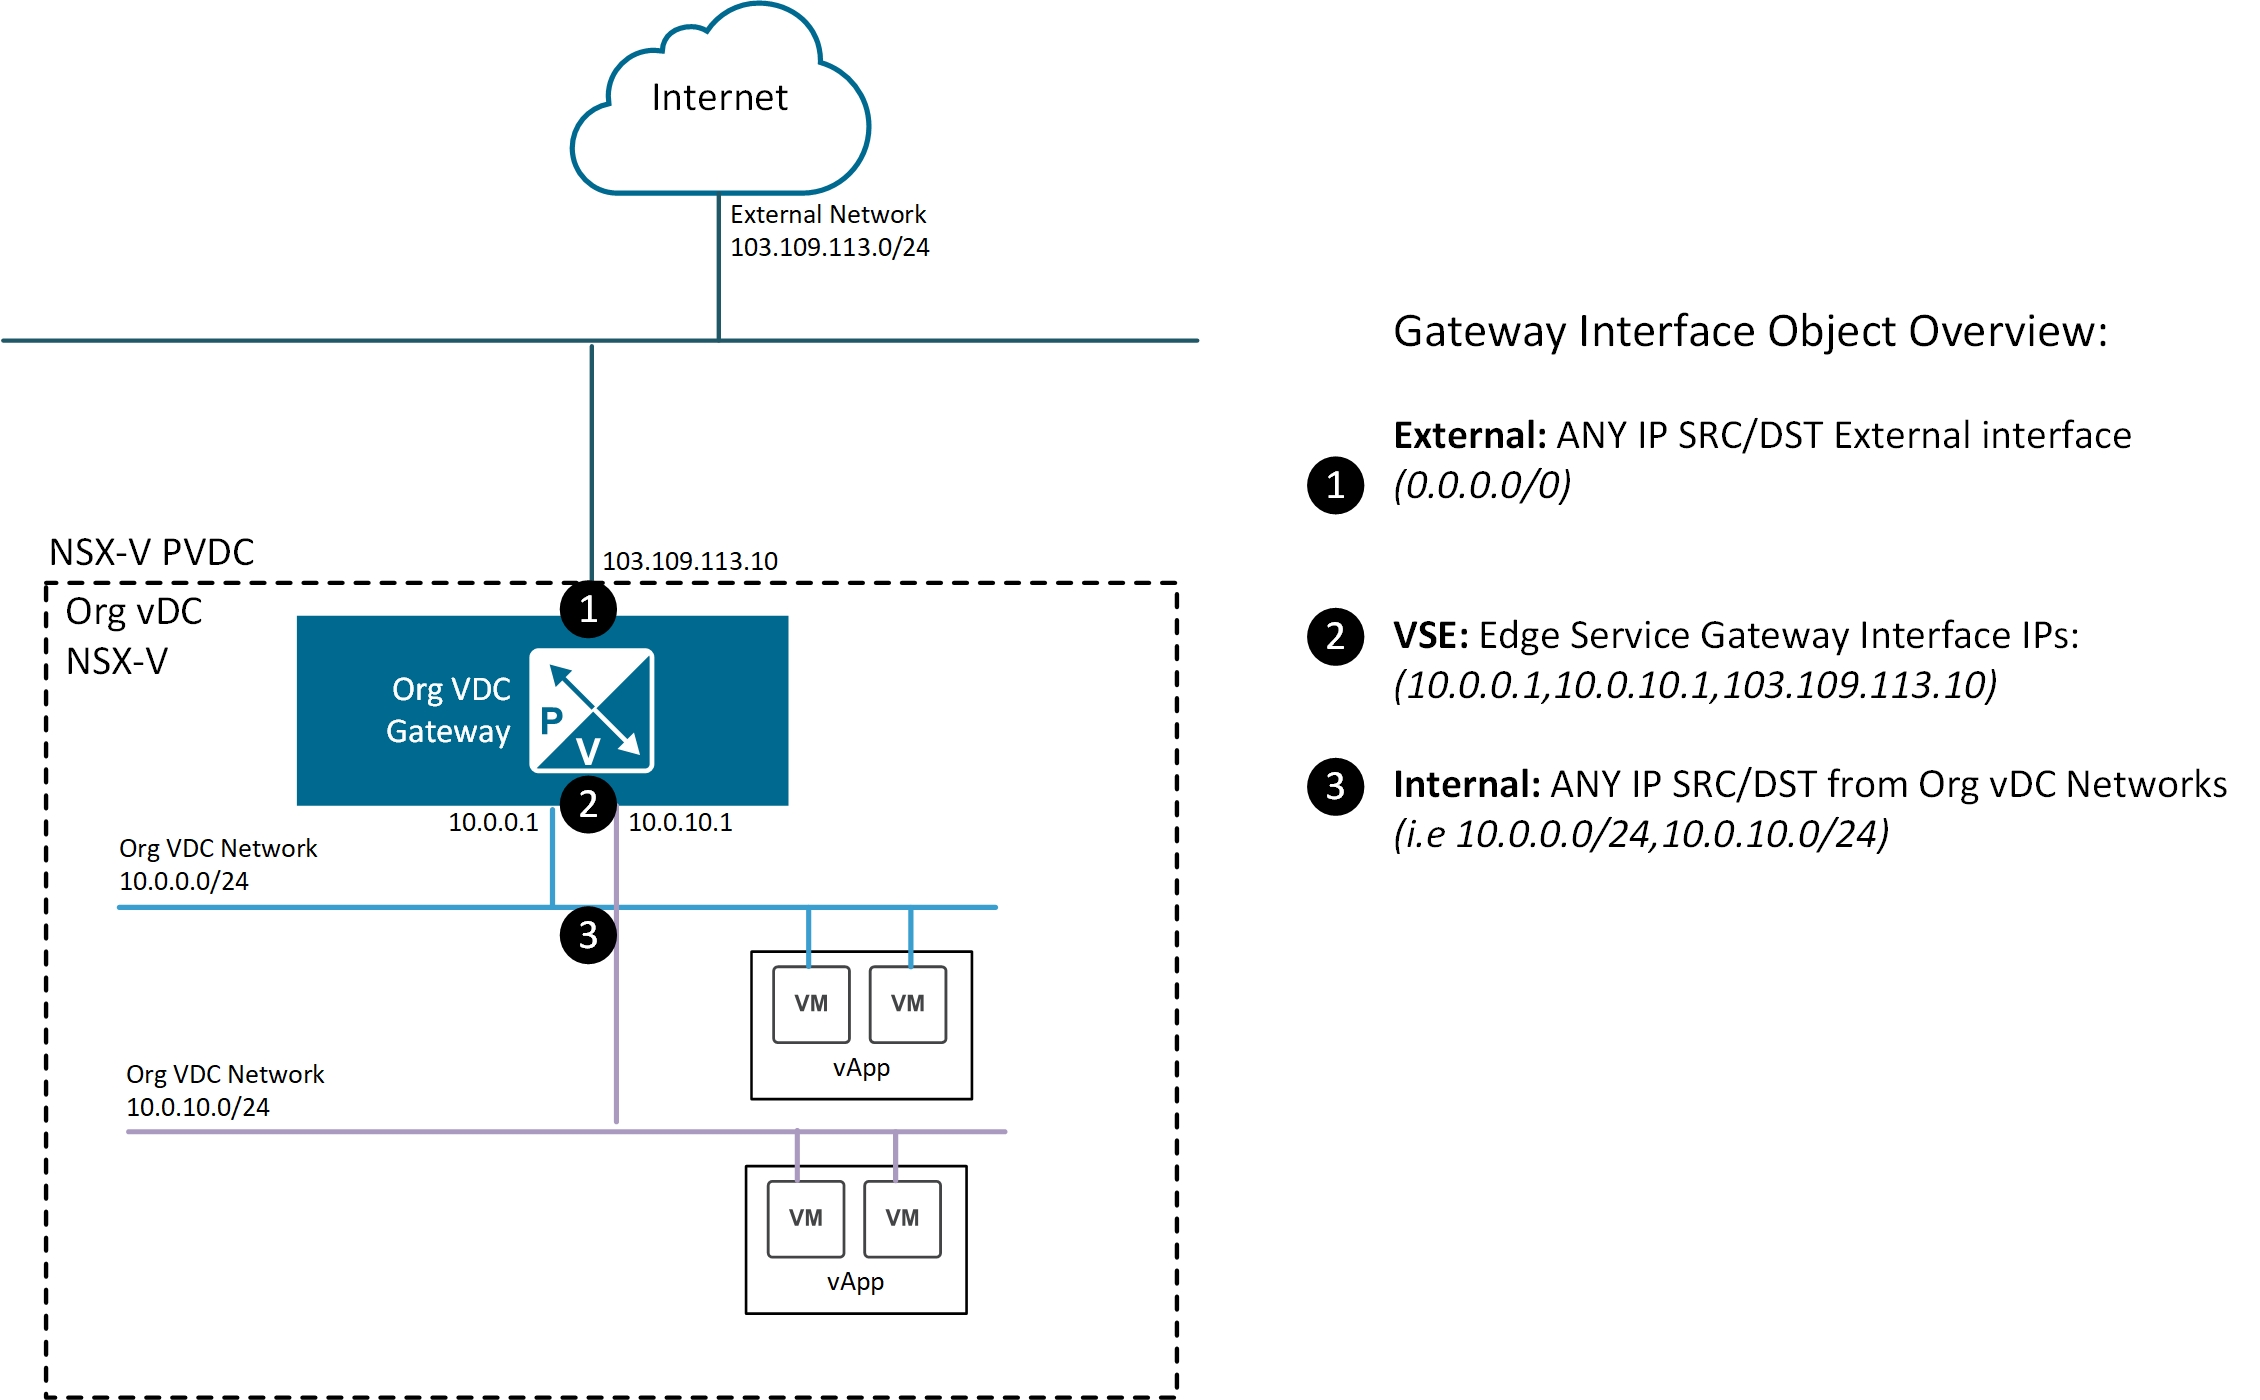 Internet
External Network
103.109.113.0/24
NSX-V PVDC
103.109.113.10
Org vDC
NSX-V
1
Org VDC
Gateway
P
V
2
10.0.0.1
10.0.10.1
Org VDC Network
10.0.0.0/24
3
VM
VM
vApp
Org VDC Network
10.0.10.0/24
VM
VM
vApp
Gateway Interface Object Overview:
External: ANY IP SRC/DST External interface
1
(0.0.0.0/0)
2
VSE: Edge Service Gateway Interface IPs:
(10.0.0.1,10.0.10.1,103.109.113.10)
3
Internal: ANY IP SRC/DST from Org vDC Networks
(i.e 10.0.0.0/24,10.0.10.0/24)